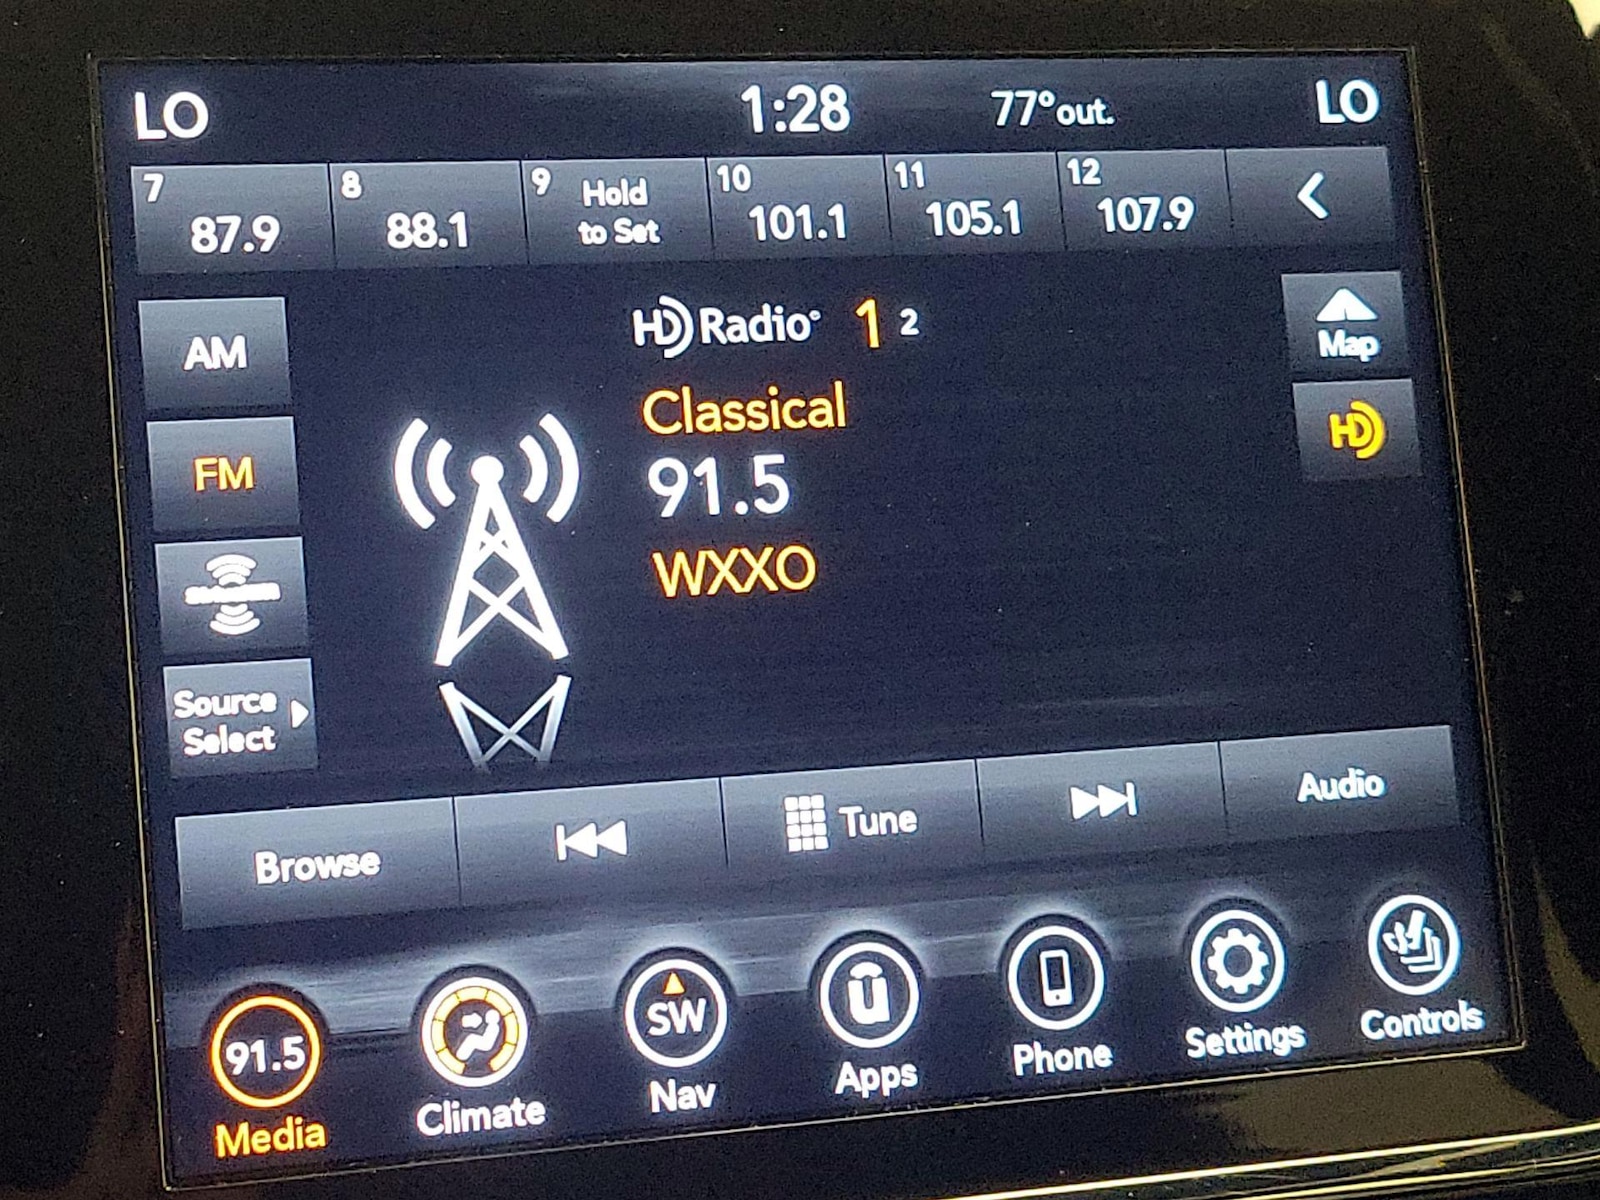 LO 1:28 77°out. LO
7 87.9 8 88.1 9 Hold to Set 10 101.1 11 105.1 12 107.9
HD Radio 1 2
Map
AM
Classical
HD
FM
91.5
WXXO
Source
Select
Browse Tune Audio
91.5 SW
Media Climate Nav Apps Phone Settings Controls